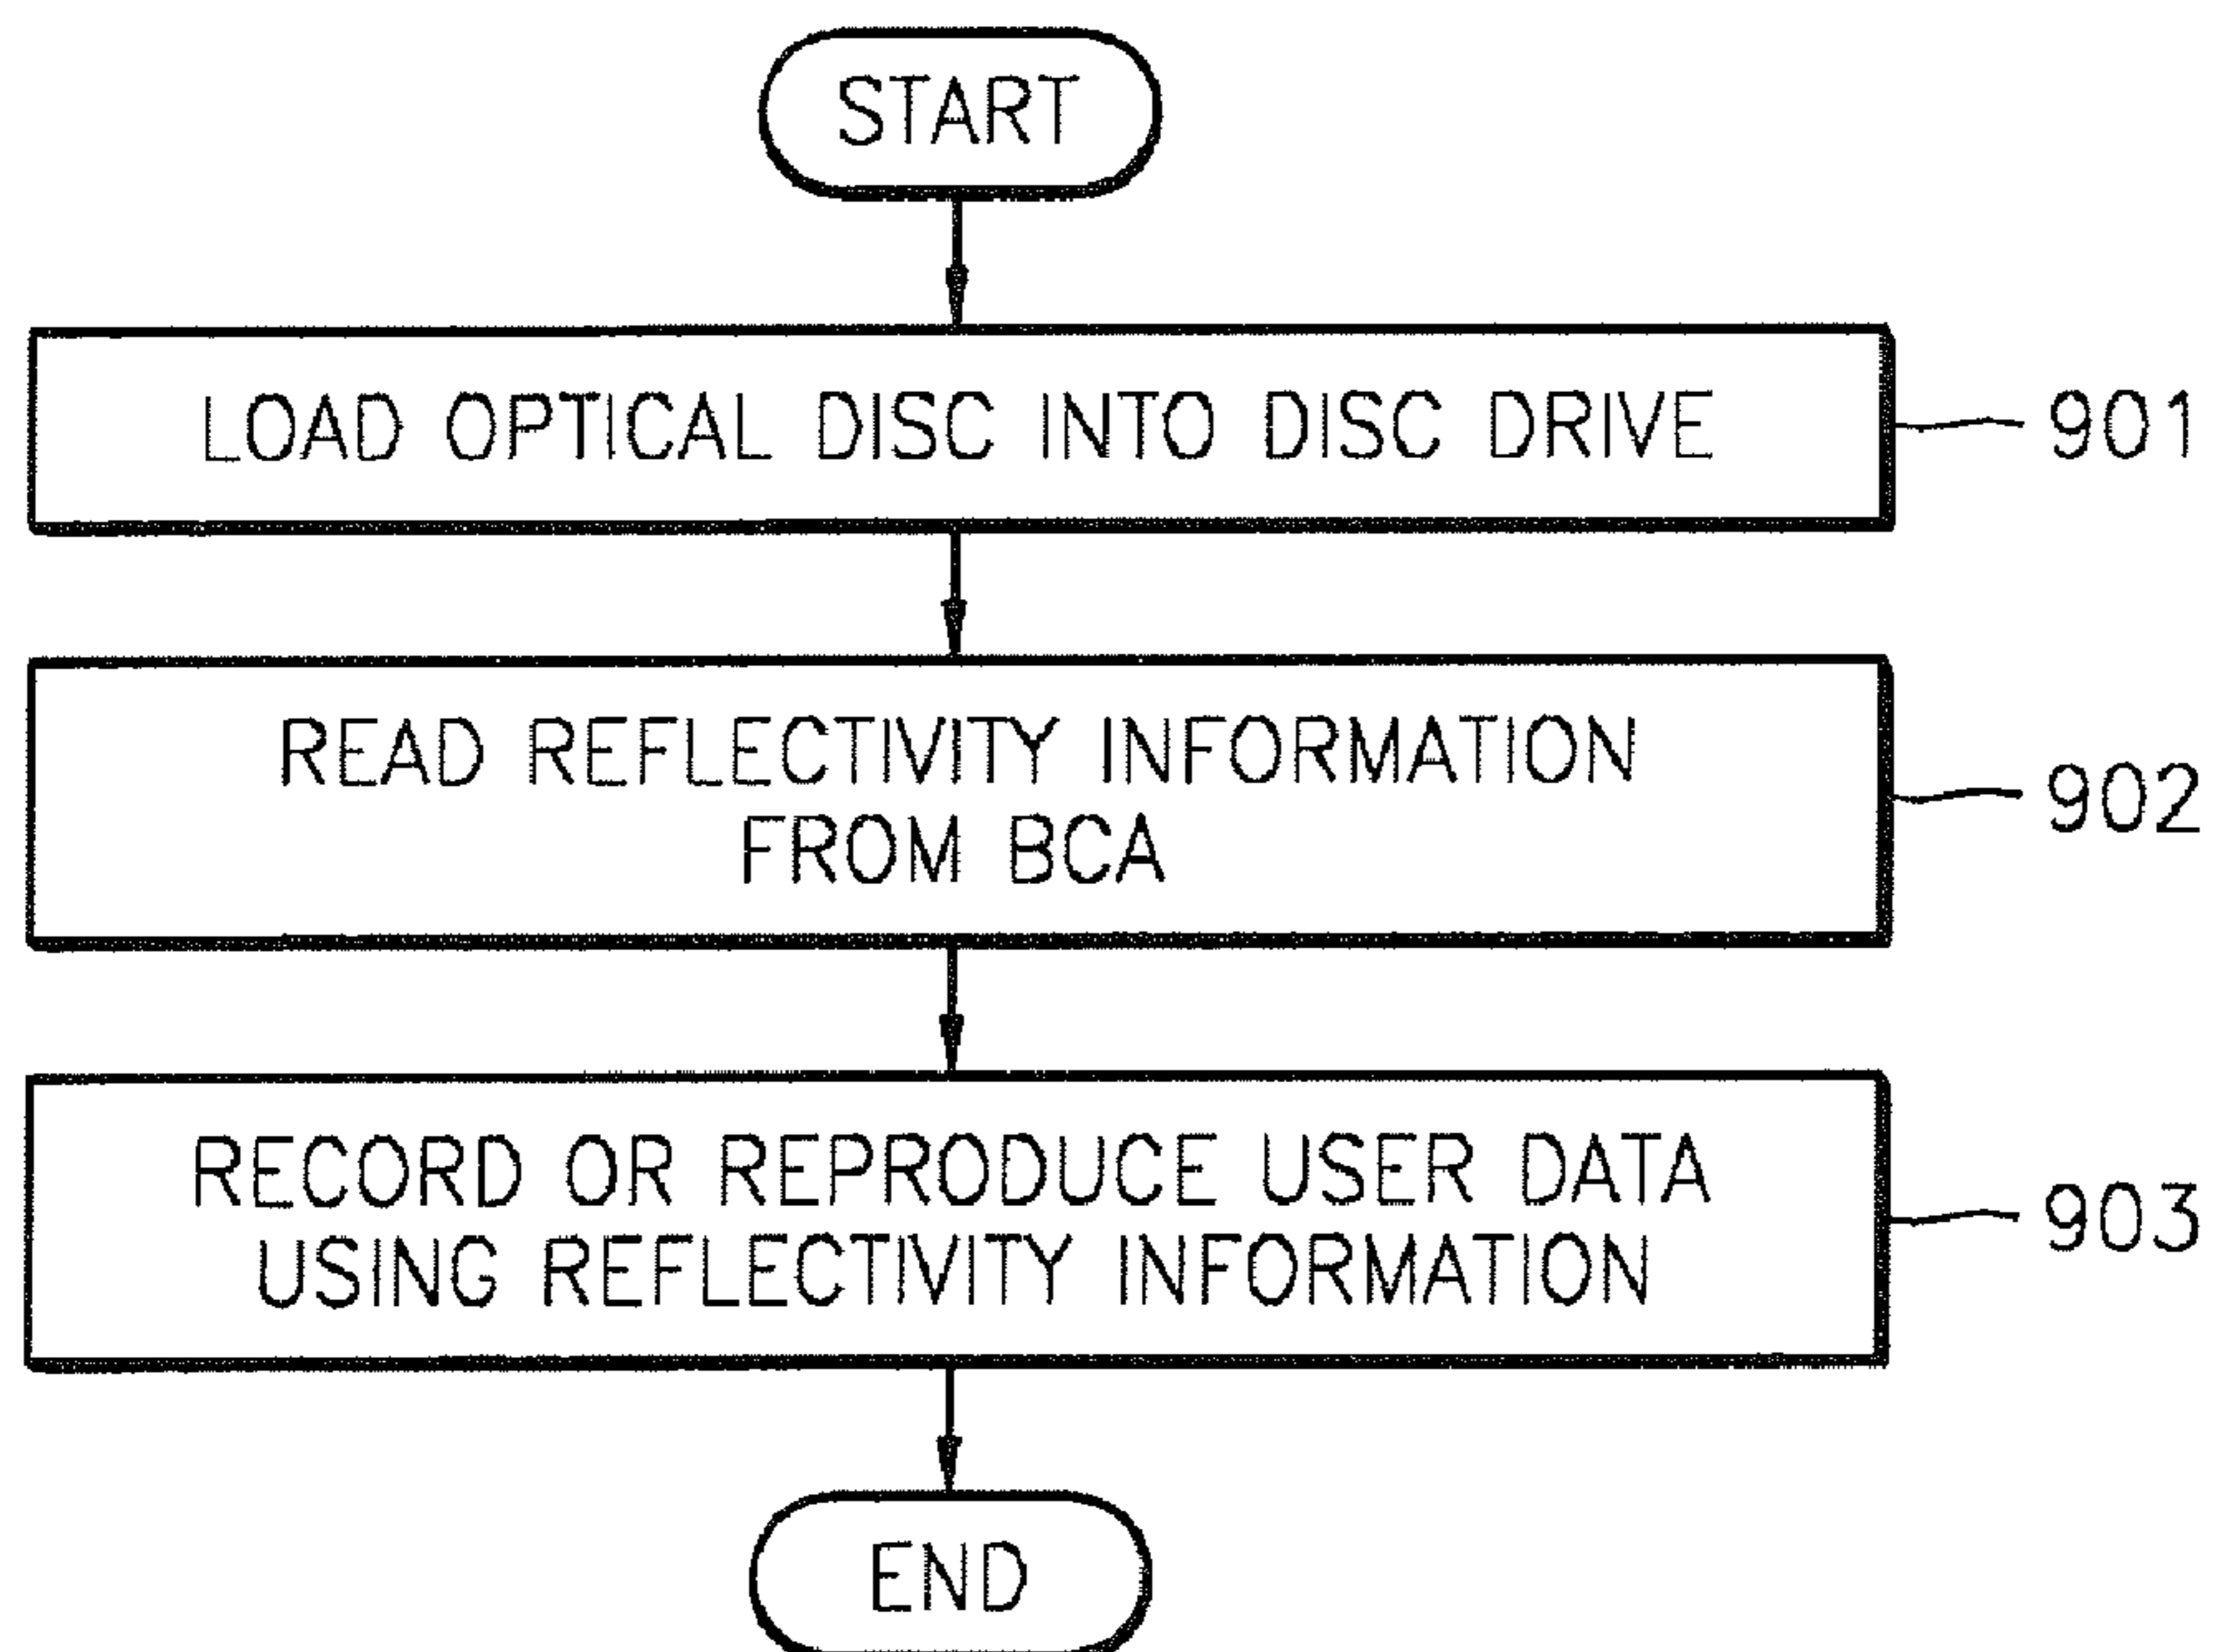 START
LOAD OPTICAL DISC INTO DISC DRIVE
901
READ REFLECTIVITY INFORMATION
FROM BCA
902
RECORD OR REPRODUCE USER DATA
USING REFLECTIVITY INFORMATION
903
END